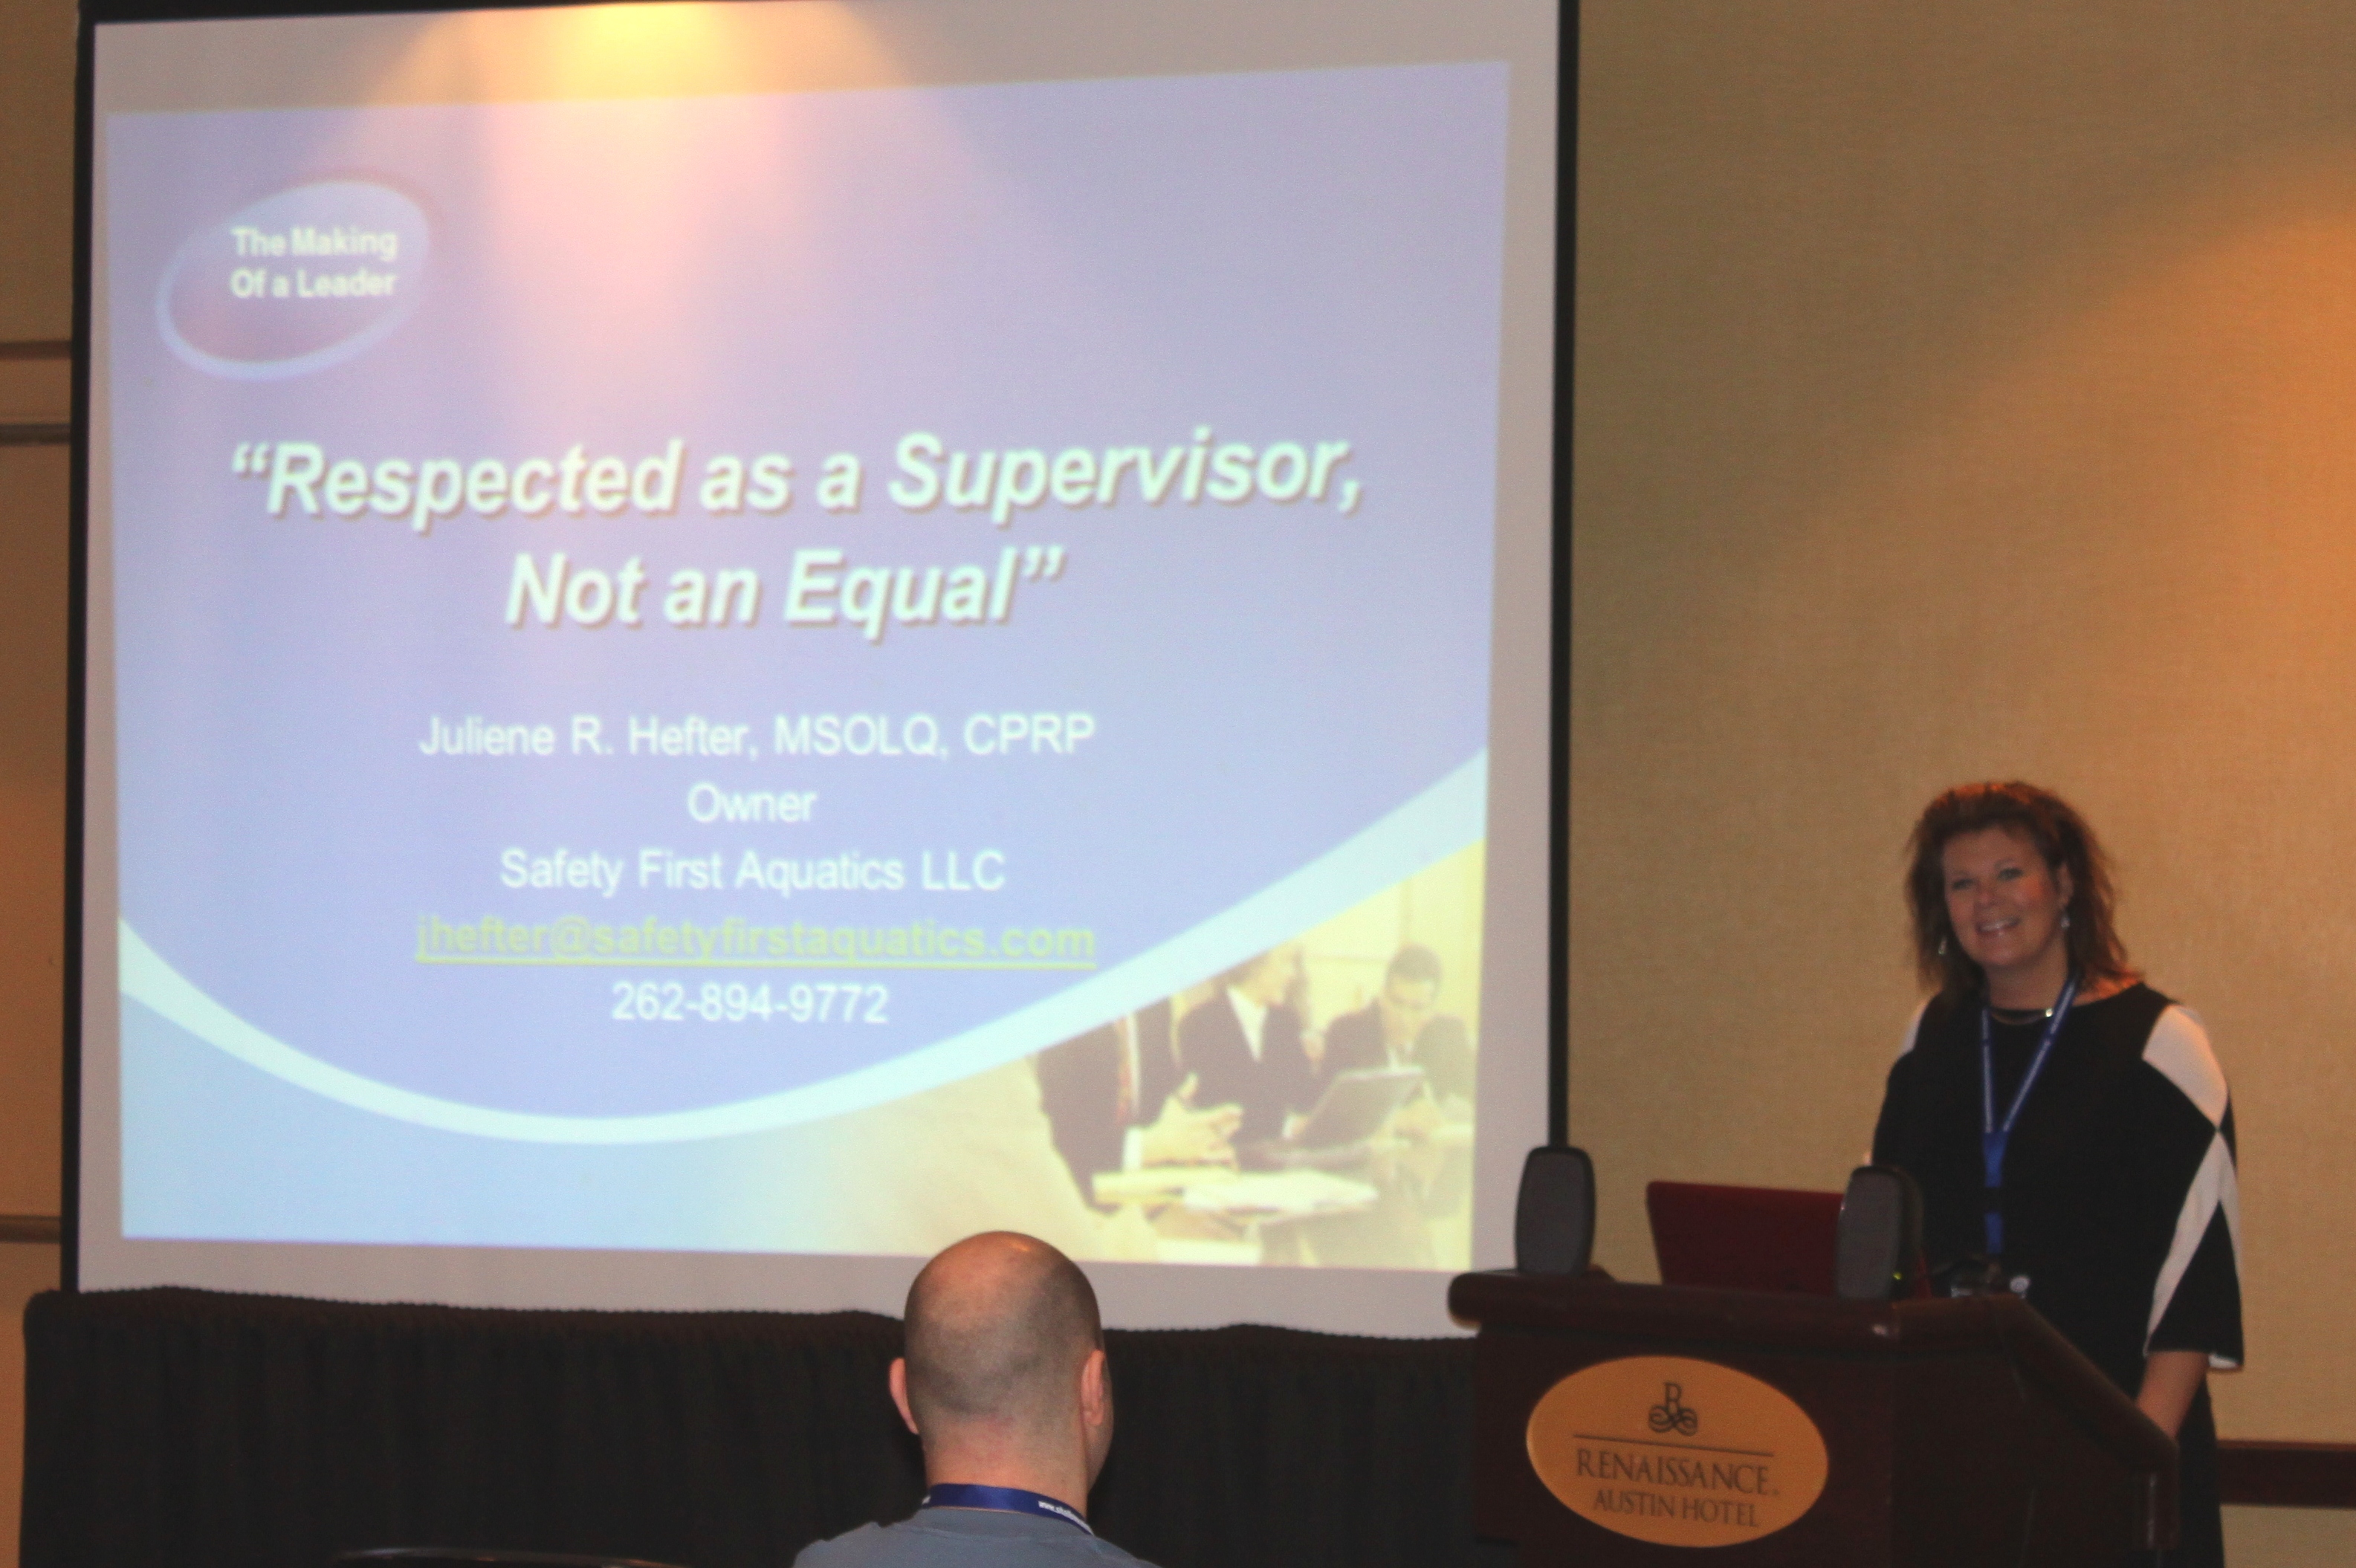 The Making
Of a Leader
“Respected as a Supervisor,
Not an Equal”
Juliene R. Hefter, MSOLQ, CPRP
Owner
Safety First Aquatics LLC
jhefter@safetyfirstaquatics.com
262-894-9772
R
RENAISSANCE.
AUSTIN HOTEL